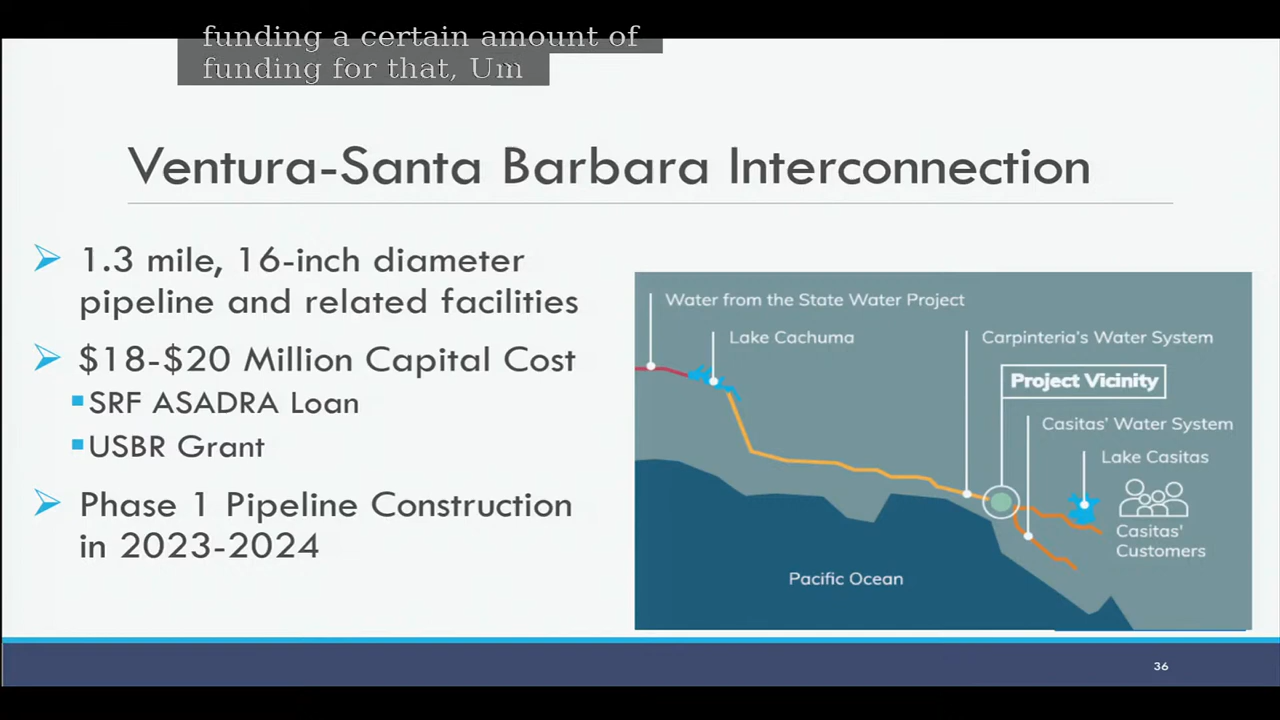 funding a certain amount of
funding for that, Um
Ventura-Santa Barbara Interconnection
1.3 mile, 16-inch diameter
pipeline and related facilities
$18-$20 Million Capital Cost
SRF ASADRA Loan
USBR Grant
Phase 1 Pipeline Construction
in 2023-2024
Water from the State Water Project
Lake Cachuma
Carpinteria's Water System
Project Vicinity
Casitas' Water System
Lake Casitas
Casitas'
Customers
Pacific Ocean
36